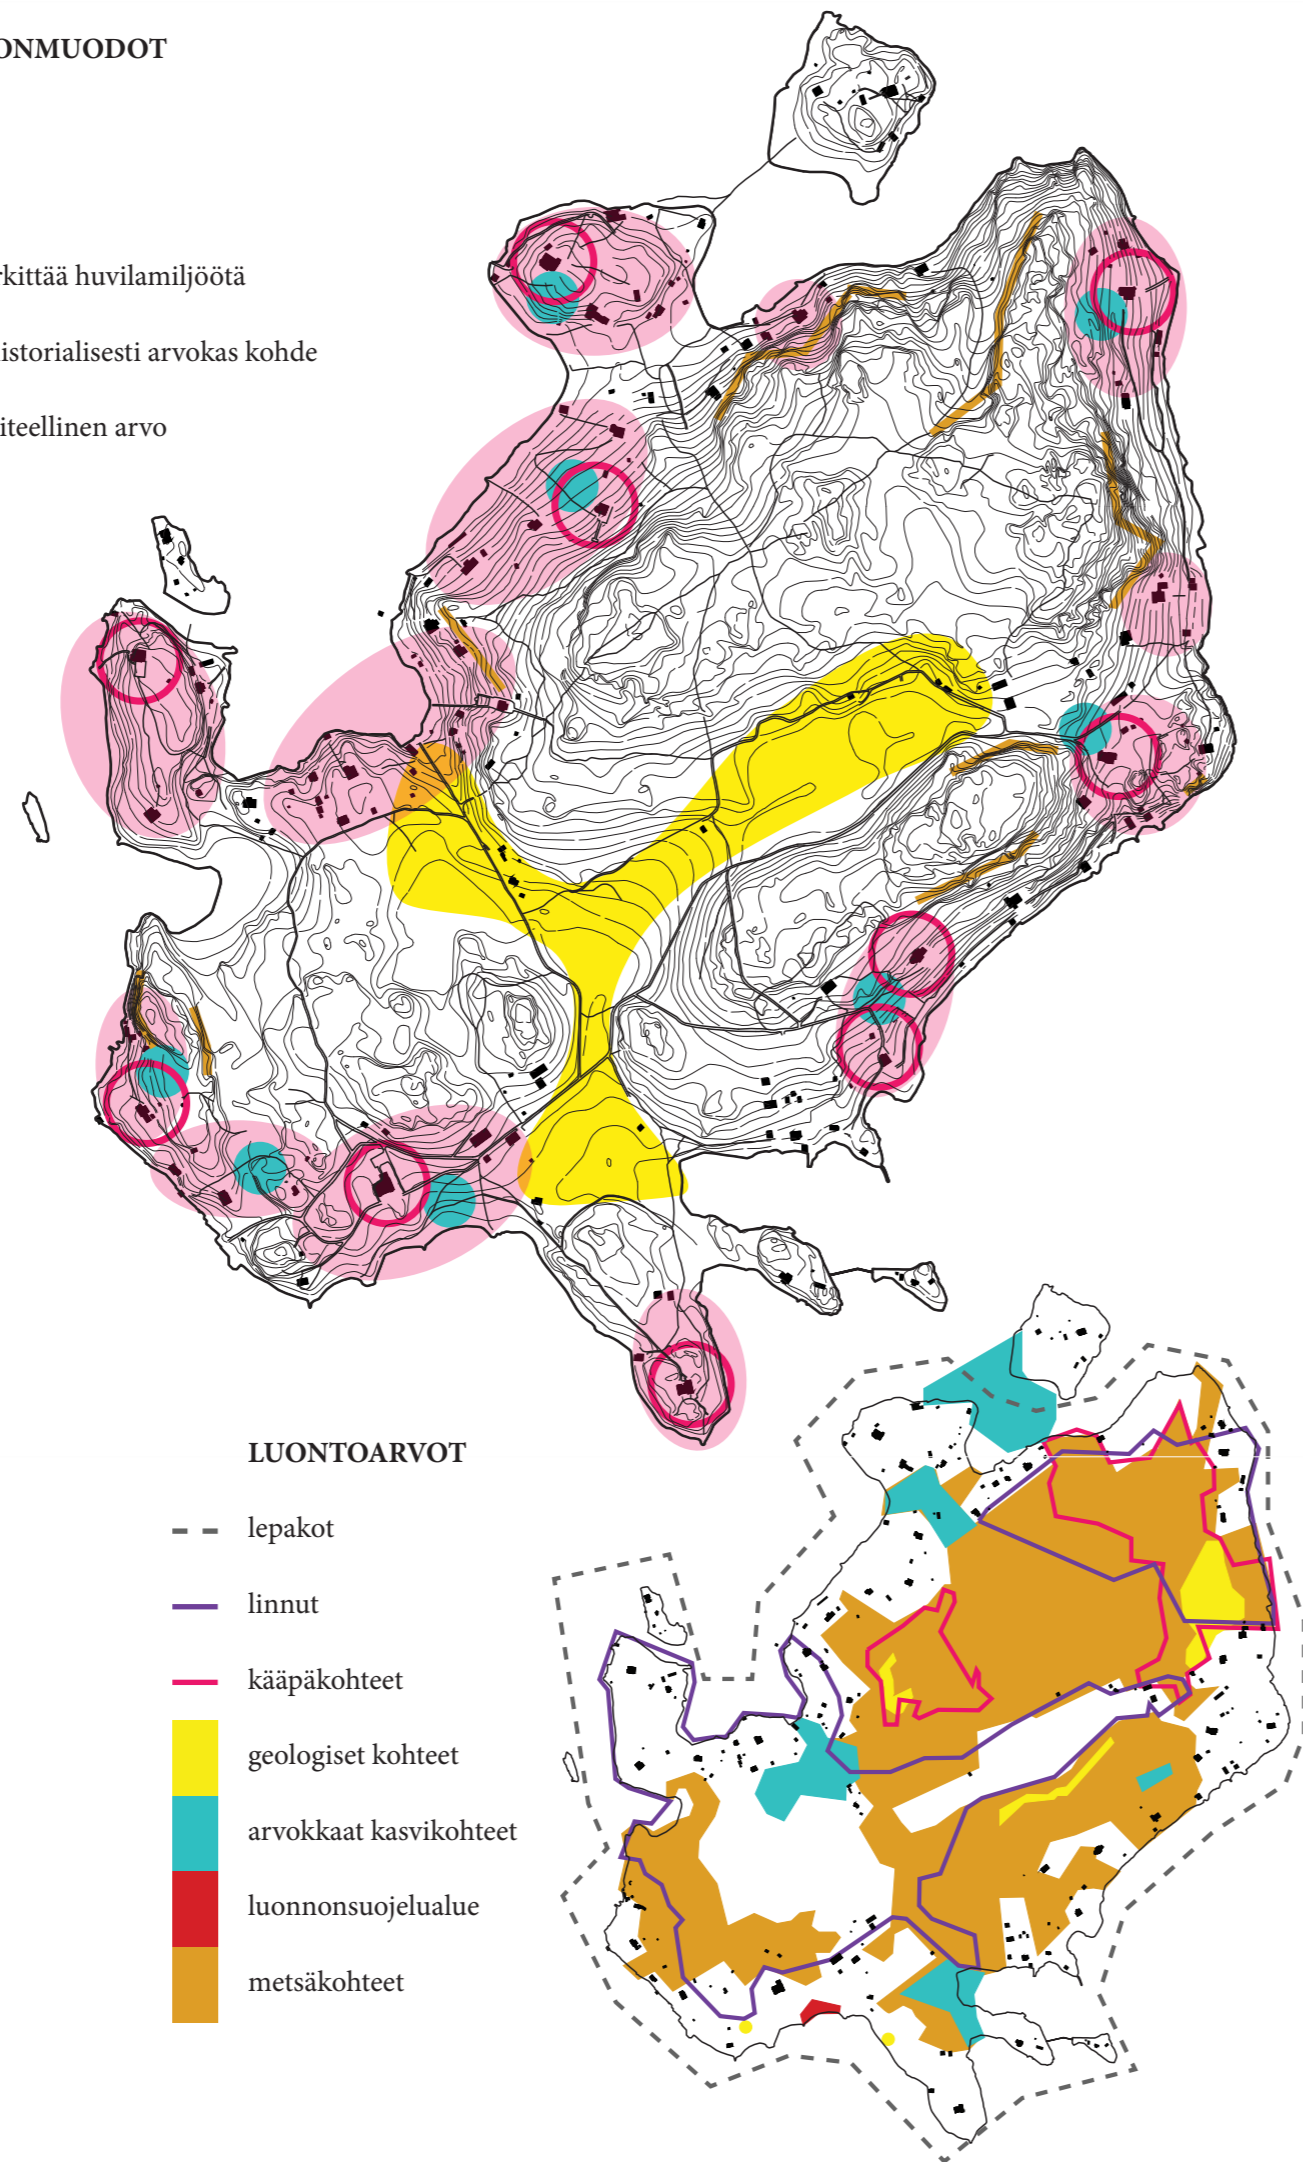 ONMUODOT
rkittää huvilamiljöötä
istorialisesti arvokas kohde
iteellinen arvo
LUONTOARVOT
lepakot
linnut
kääpäkohteet
geologiset kohteet
arvokkaat kasvikohteet
luonnonsuojelualue
metsäkohteet